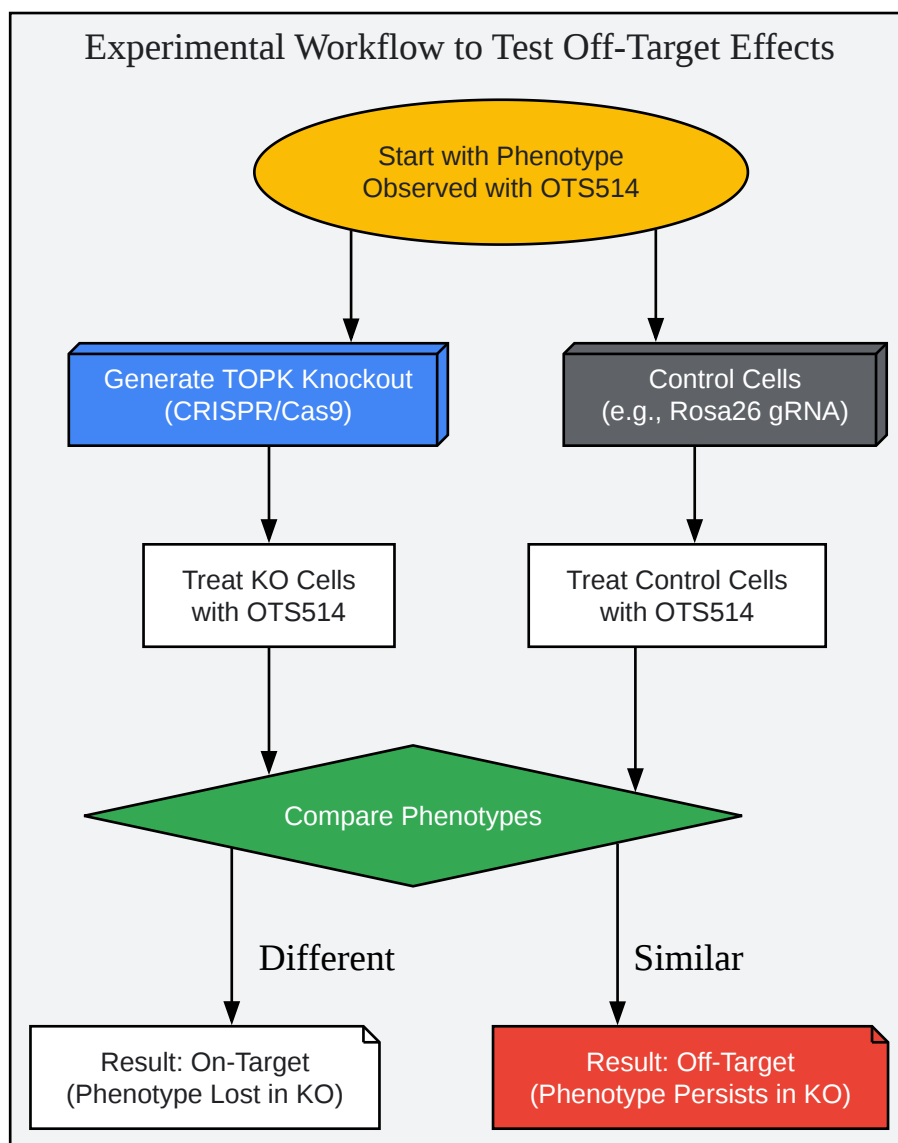 Experimental Workflow to Test Off-Target Effects
Start with Phenotype
Observed with OTS514
Generate TOPK Knockout
(CRISPR/Cas9)
Control Cells
(e.g., Rosa26 gRNA)
Treat KO Cells
with OTS514
Treat Control Cells
with OTS514
Compare Phenotypes
Different
Similar
Result: On-Target
(Phenotype Lost in KO)
Result: Off-Target
(Phenotype Persists in KO)